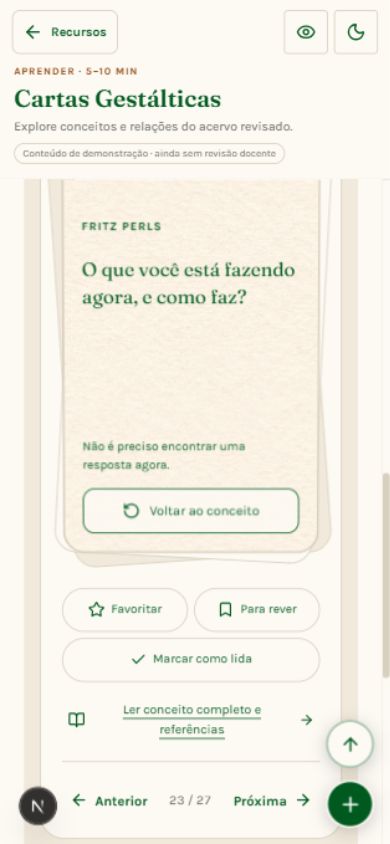 Recursos
APRENDER · 5–10 MIN
Cartas Gestálticas
Explore conceitos e relações do acervo revisado.
Conteúdo de demonstração · ainda sem revisão docente
FRITZ PERLS
O que você está fazendo
agora, e como faz?
Não é preciso encontrar uma
resposta agora.
Voltar ao conceito
Favoritar
Para rever
Marcar como lida
Ler conceito completo e
referências
N
Anterior
23 / 27
Próxima